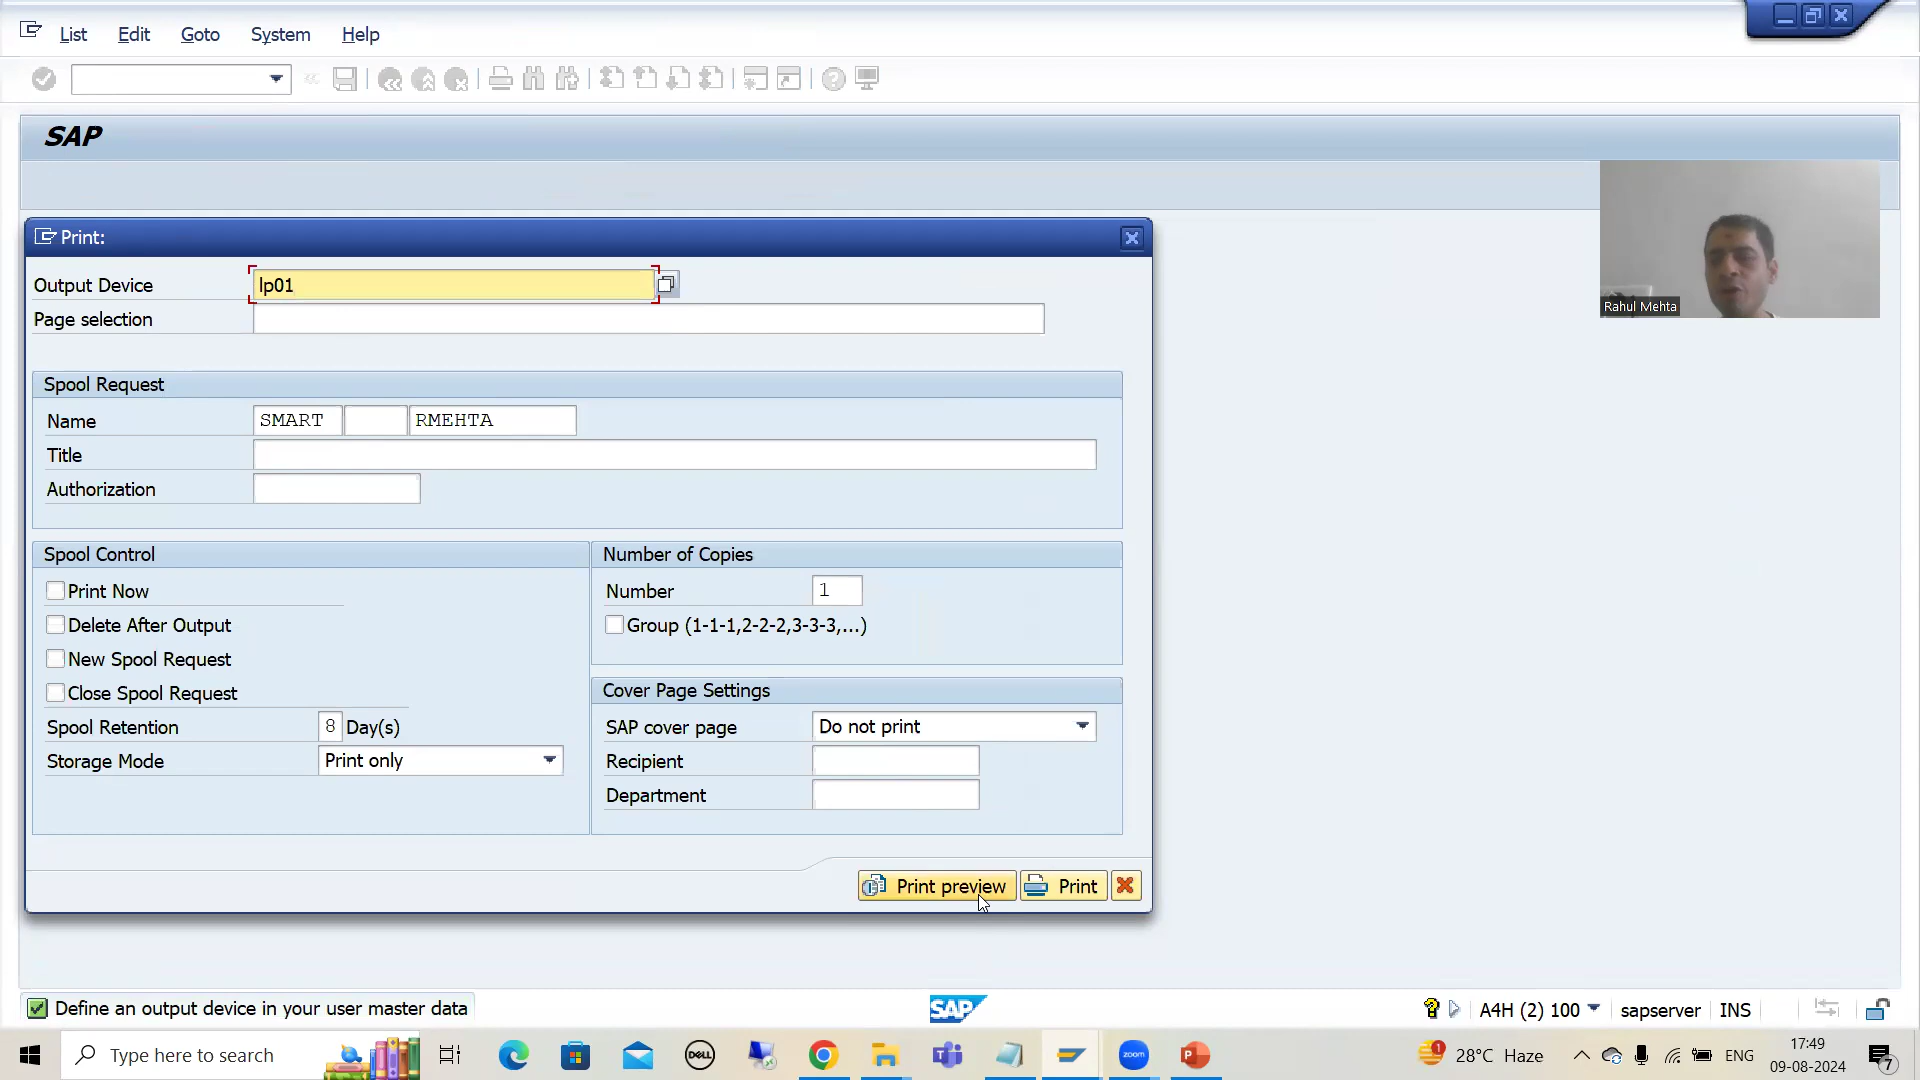 List Edit Goto System Help
SAP
Print:
Output Device lp01
Page selection
Rahul Mehta
Spool Request
Name SMART RMEHTA
Title
Authorization
Spool Control
Number of Copies
Print Now
Number 1
Delete After Output
Group (1-1-1,2-2-2,3-3-3,...)
New Spool Request
Close Spool Request
Cover Page Settings
Spool Retention 8 Day(s)
SAP cover page Do not print
Storage Mode Print only
Recipient
Department
Print preview Print
Define an output device in your user master data
SAP
A4H (2) 100 sapserver INS
Type here to search
DELL
zoom
28°C Haze
ENG
17:49
09-08-2024
7